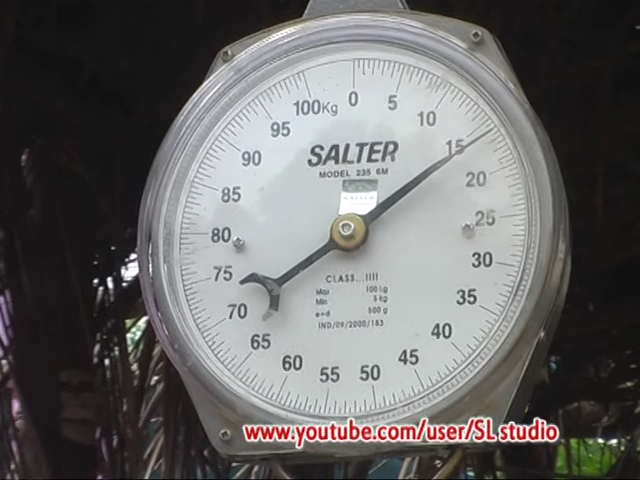 0
5
10
15
20
25
30
35
40
45
50
55
60
65
70
75
80
85
90
95
100Kg
SALTER
MODEL 235 6M
SALTER
CLASS...IIII
Max 100 kg
Min 5 kg
e=d 500 g
IND/09/2000/163
www.youtube.com/user/SL studio